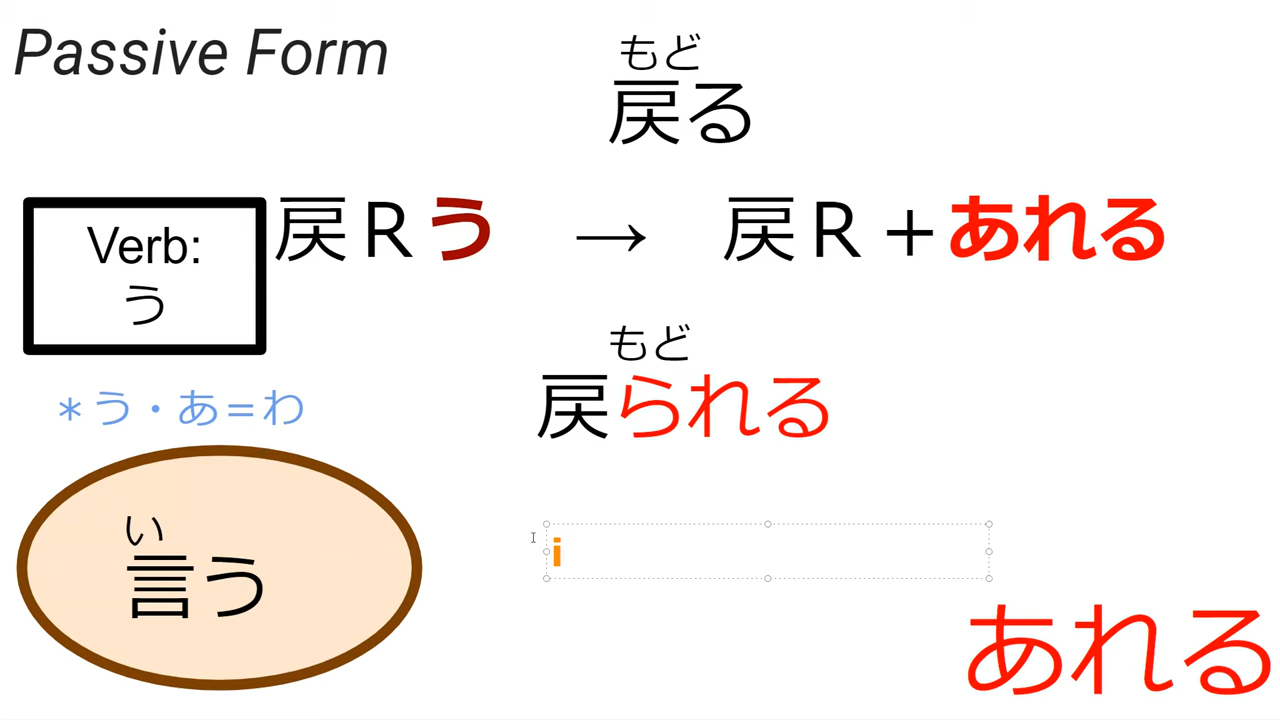 Passive Form
もど
戻る
Verb:
う
戻Rう → 戻R+あれる
*う・あ=わ
もど
戻られる
い
言う
i
あれる